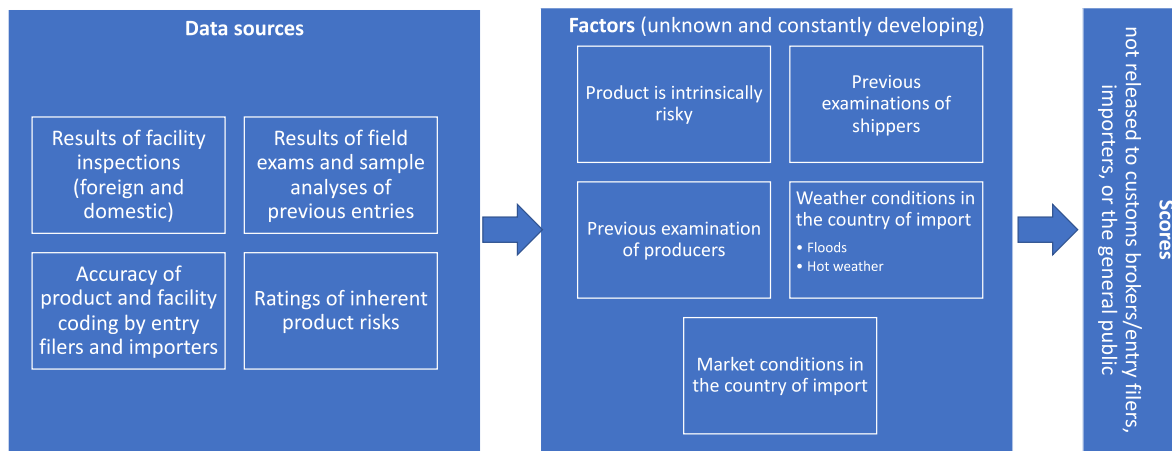 Data sources
Results of facility
inspections
(foreign and
domestic)
Results of field
exams and sample
analyses of
previous entries
Accuracy of
product and facility
coding by entry
filers and importers
Ratings of inherent
product risks
Factors (unknown and constantly developing)
Product is intrinsically
risky
Previous
examinations of
shippers
Previous examination
of producers
Weather conditions in
the country of import
• Floods
• Hot weather
Market conditions in
the country of import
Scores
not released to customs brokers/entry filers,
importers, or the general
public